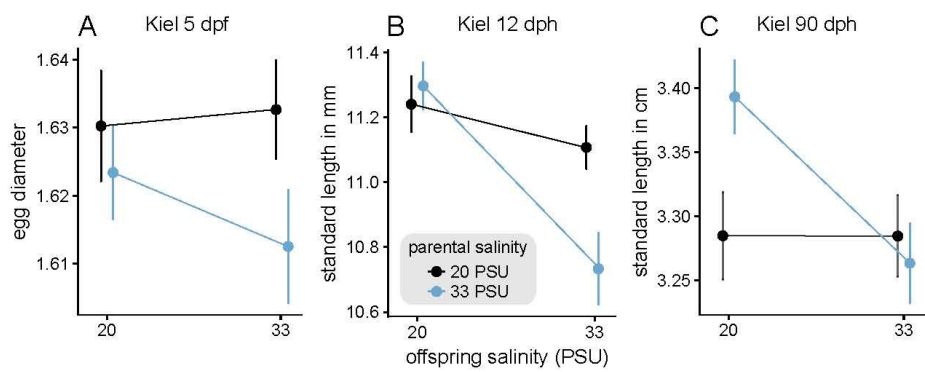 A Kiel 5 dpf
egg diameter
1.64
1.63
1.62
1.61
20 33
B Kiel 12 dph
standard length in mm
11.4
11.2
11.0
10.8
10.6
parental salinity
20 PSU
33 PSU
20 33
offspring salinity (PSU)
C Kiel 90 dph
standard length in cm
3.40
3.35
3.30
3.25
20 33